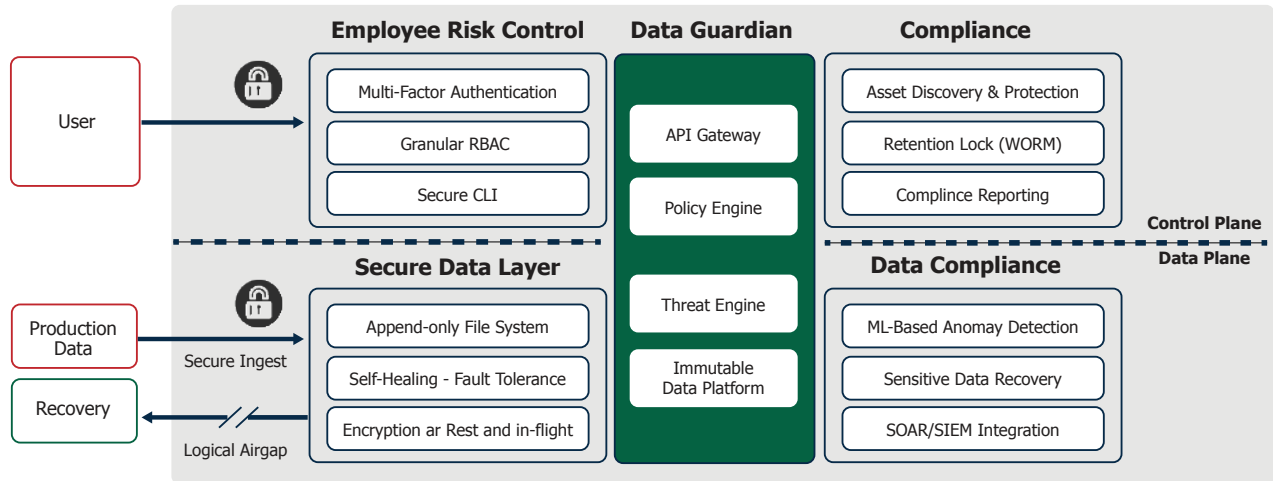 Employee Risk Control
Data Guardian
Compliance
User
Multi-Factor Authentication
Granular RBAC
Secure CLI
API Gateway
Policy Engine
Asset Discovery & Protection
Retention Lock (WORM)
Complince Reporting
Control Plane
Data Plane
Secure Data Layer
Data Compliance
Production
Data
Secure Ingest
Recovery
Logical Airgap
Append-only File System
Self-Healing - Fault Tolerance
Encryption ar Rest and in-flight
Threat Engine
Immutable
Data Platform
ML-Based Anomay Detection
Sensitive Data Recovery
SOAR/SIEM Integration